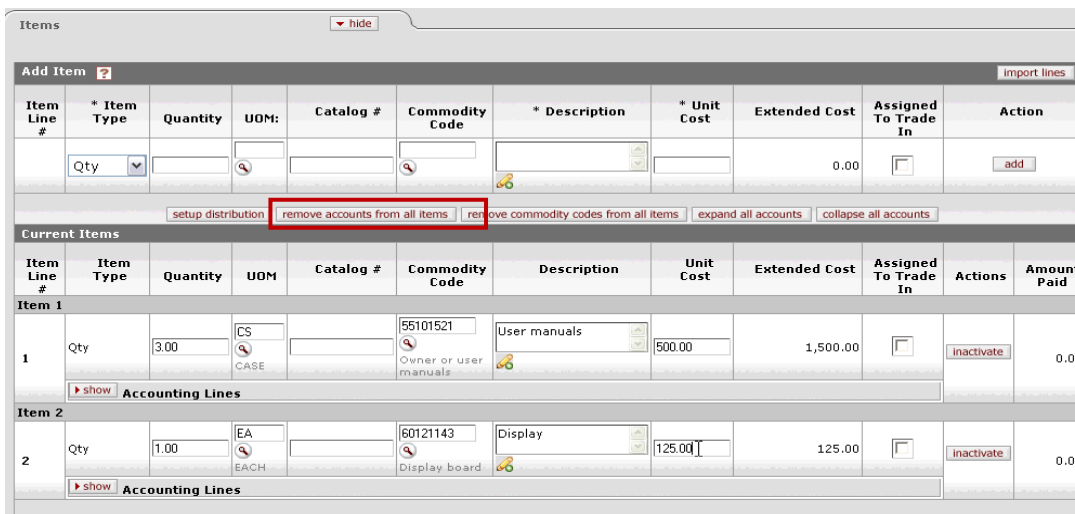 Items hide
Add Item ? import lines
Item Line # * Item Type Quantity UOM: Catalog # Commodity Code * Description * Unit Cost Extended Cost Assigned To Trade In Action
Qty 0.00 add
setup distribution remove accounts from all items remove commodity codes from all items expand all accounts collapse all accounts
Current Items
Item Line # Item Type Quantity UOM Catalog # Commodity Code Description Unit Cost Extended Cost Assigned To Trade In Actions Amount Paid
Item 1
1 Qty 3.00 CS CASE 55101521 Owner or user manuals User manuals 500.00 1,500.00 inactivate 0.0
show Accounting Lines
Item 2
2 Qty 1.00 EA EACH 60121143 Display board Display 125.00 125.00 inactivate 0.0
show Accounting Lines